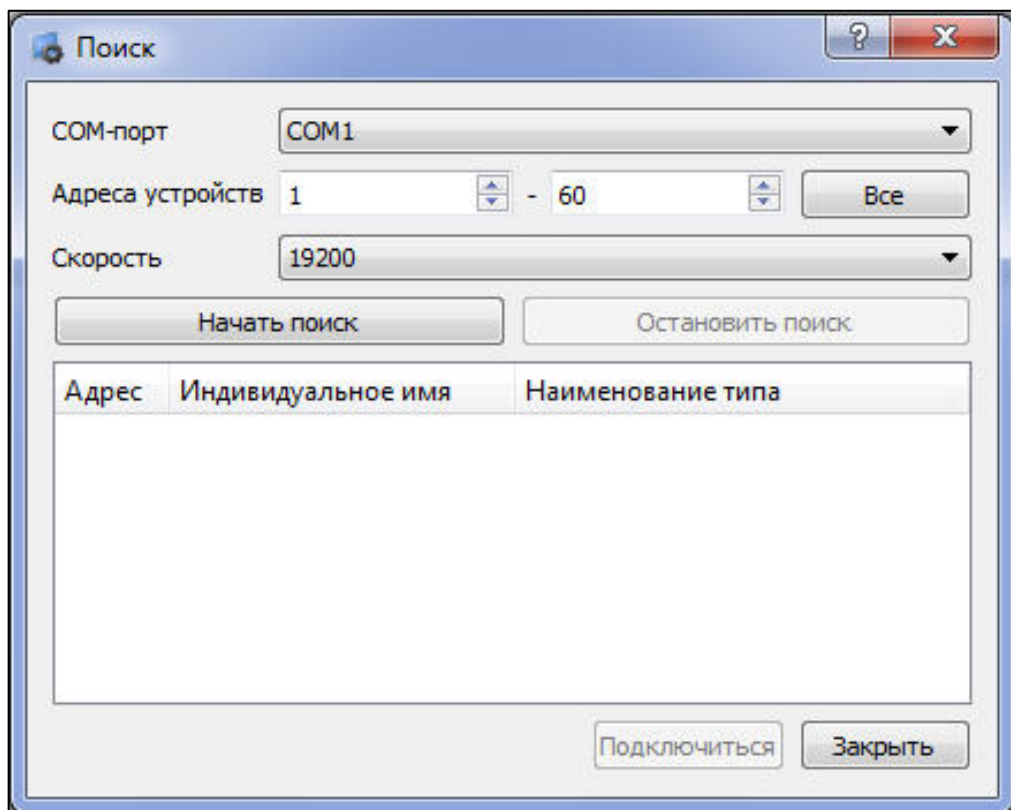 Поиск
?
COM-порт COM1
Адреса устройств 1 - 60 Все
Скорость 19200
Начать поиск Остановить поиск
Адрес Индивидуальное имя Наименование типа
Подключиться Закрыть